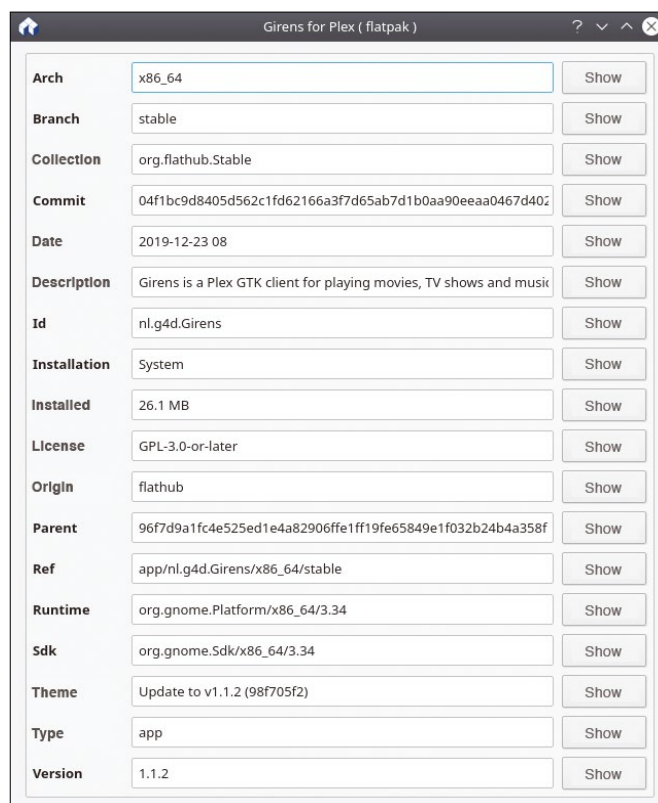 Girens for Plex ( flatpak )
Arch x86_64 Show
Branch stable Show
Collection org.flathub.Stable Show
Commit 04f1bc9d8405d562c1fd62166a3f7d65ab7d1b0aa90eeaa0467d402 Show
Date 2019-12-23 08 Show
Description Girens is a Plex GTK client for playing movies, TV shows and music Show
Id nl.g4d.Girens Show
Installation System Show
Installed 26.1 MB Show
License GPL-3.0-or-later Show
Origin flathub Show
Parent 96f7d9a1fc4e525ed1e4a82906ffe1ff19fe65849e1f032b24b4a358f Show
Ref app/nl.g4d.Girens/x86_64/stable Show
Runtime org.gnome.Platform/x86_64/3.34 Show
Sdk org.gnome.Sdk/x86_64/3.34 Show
Theme Update to v1.1.2 (98f705f2) Show
Type app Show
Version 1.1.2 Show